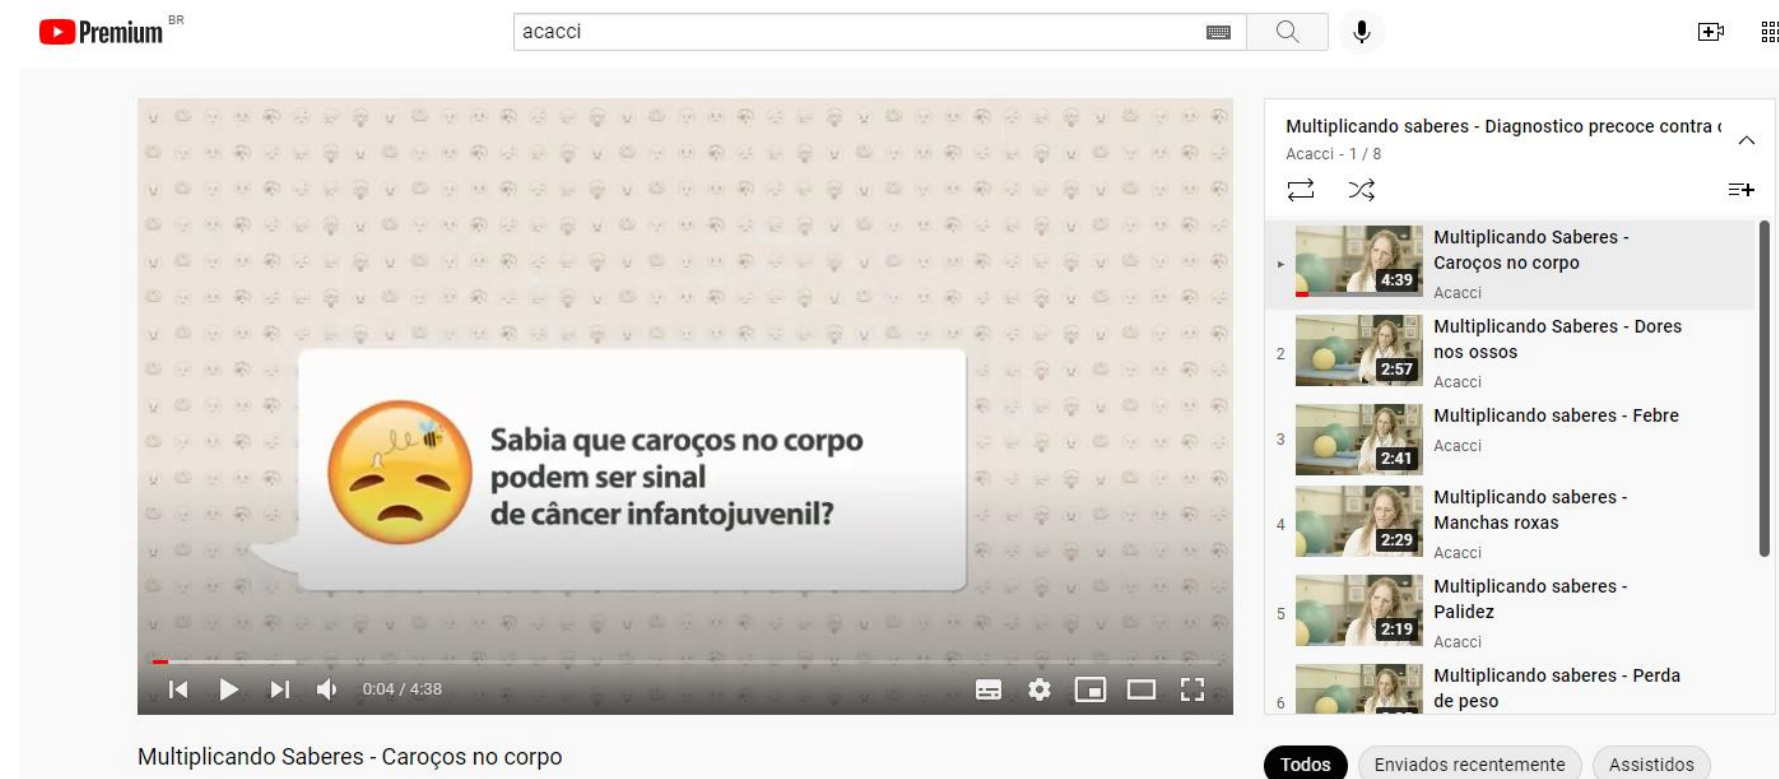 Premium BR
acacci
Sabia que caroços no corpo
podem ser sinal
de câncer infantojuvenil?
0:04 / 4:38
Multiplicando Saberes - Caroços no corpo
Multiplicando saberes - Diagnostico precoce contra
Acacci - 1 / 8
4:39
Multiplicando Saberes -
Caroços no corpo
Acacci
2
2:57
Multiplicando Saberes - Dores
nos ossos
Acacci
3
2:41
Multiplicando saberes - Febre
Acacci
4
2:29
Multiplicando saberes -
Manchas roxas
Acacci
5
2:19
Multiplicando saberes -
Palidez
Acacci
6
Multiplicando saberes - Perda
de peso
Todos
Enviados recentemente
Assistidos